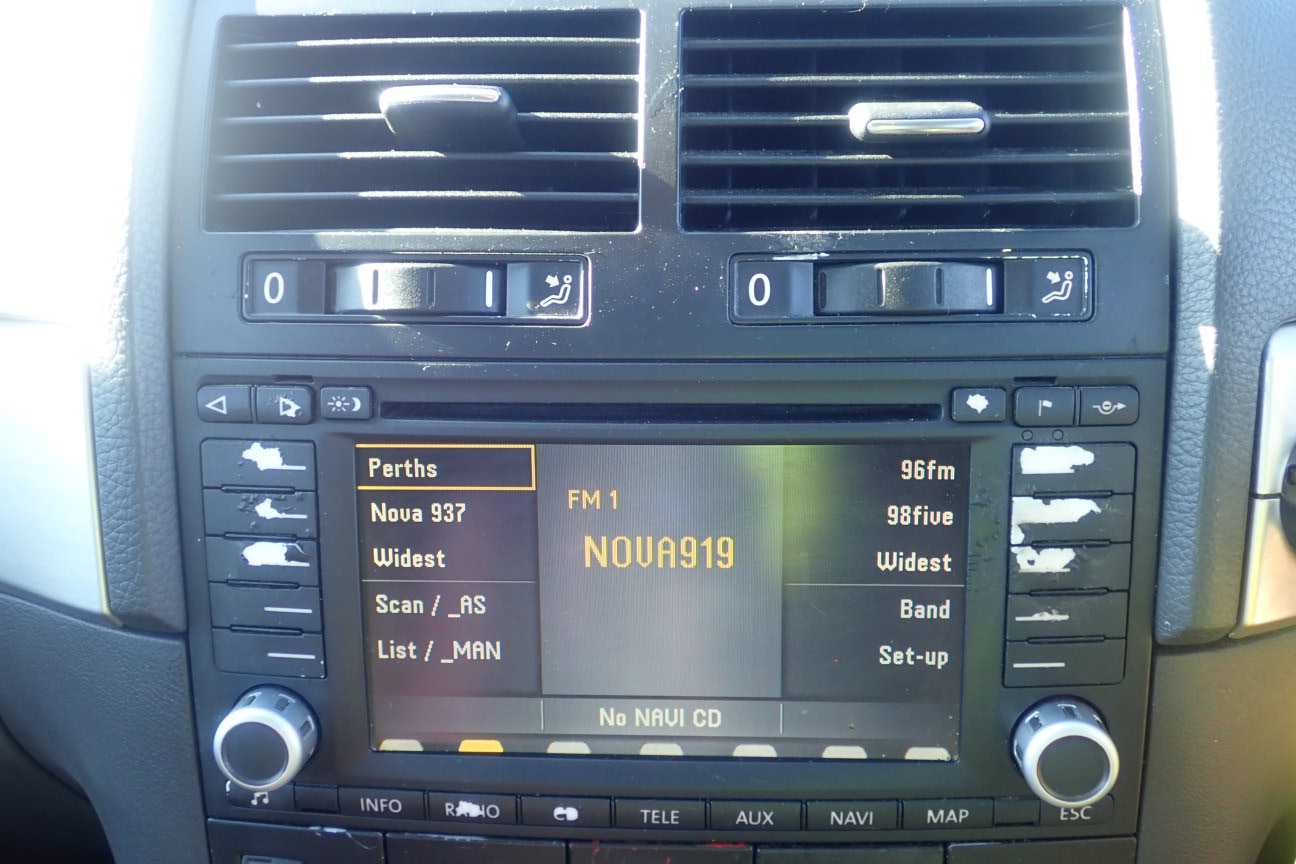 0
0
Perths
96fm
FM 1
Nova 937
98five
NOVA919
Widest
Widest
Scan / _AS
Band
List / _MAN
Set-up
No NAVI CD
INFO
TELE
AUX
NAVI
MAP
ESC